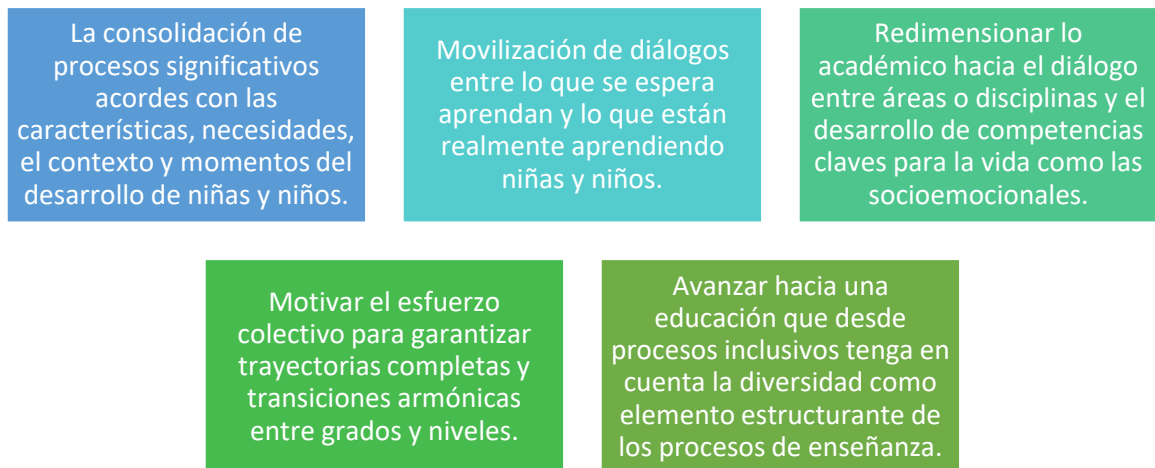 La consolidación de
procesos significativos
acordes con las
características, necesidades,
el contexto y momentos del
desarrollo de niñas y niños.
Movilización de diálogos
entre lo que se espera
aprendan y lo que están
realmente aprendiendo
niñas y niños.
Redimensionar lo
académico hacia el diálogo
entre áreas o disciplinas y el
desarrollo de competencias
claves para la vida como las
socioemocionales.
Motivar el esfuerzo
colectivo para garantizar
trayectorias completas y
transiciones armónicas
entre grados y niveles.
Avanzar hacia una
educación que desde
procesos inclusivos tenga en
cuenta la diversidad como
elemento estructurante de
los procesos de enseñanza.